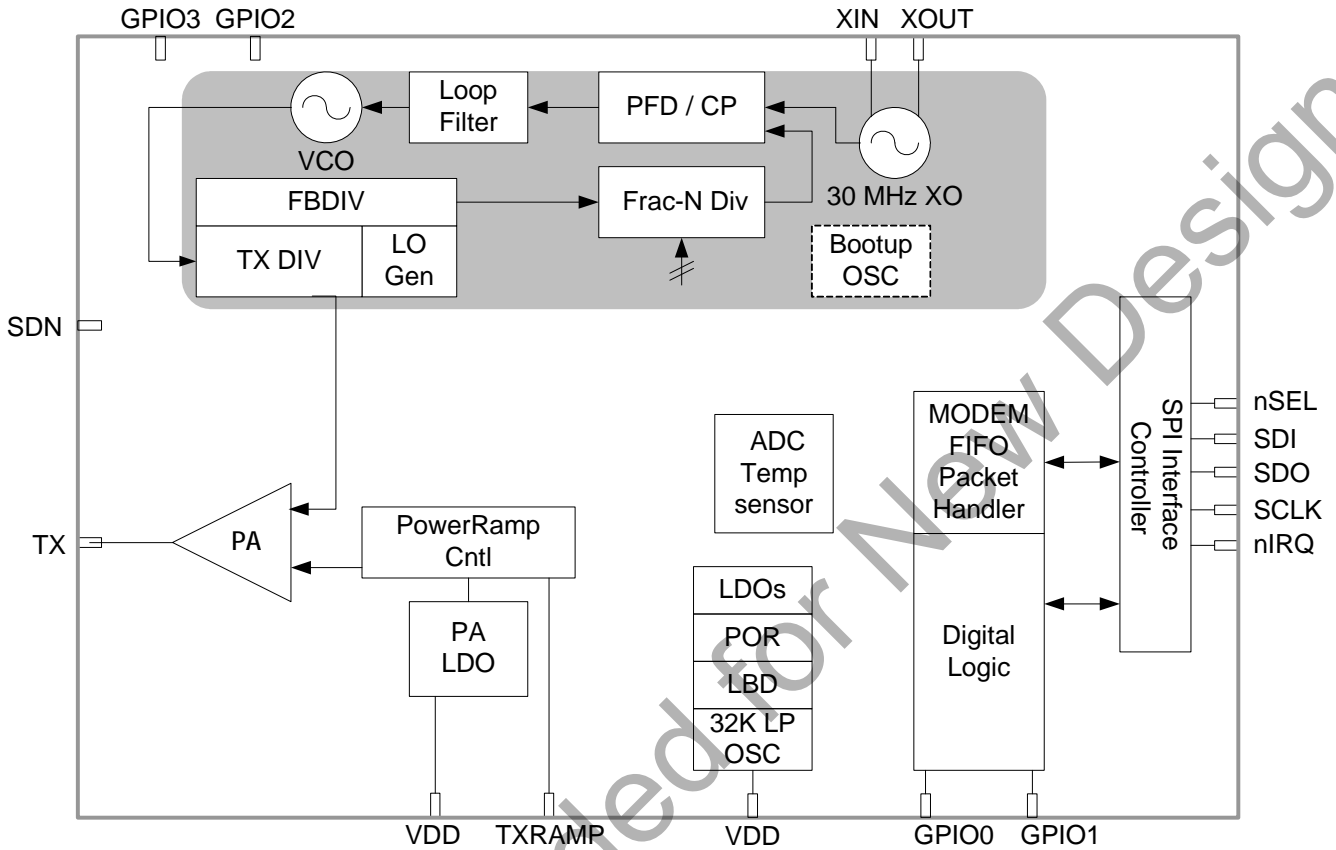 GPIO3 GPIO2
XIN XOUT
Loop
Filter
PFD / CP
VCO
30 MHz XO
FBDIV
Frac-N Div
TX DIV
LO
Gen
Bootup
OSC
SDN
SPI Interface
Controller
nSEL
SDI
SDO
SCLK
nIRQ
MODEM
FIFO
Packet
Handler
ADC
Temp
sensor
TX
PA
PowerRamp
Cntl
LDOs
POR
LBD
32K LP
OSC
PA
LDO
Digital
Logic
VDD
TXRAMP
VDD
GPIO0
GPIO1
for New Design